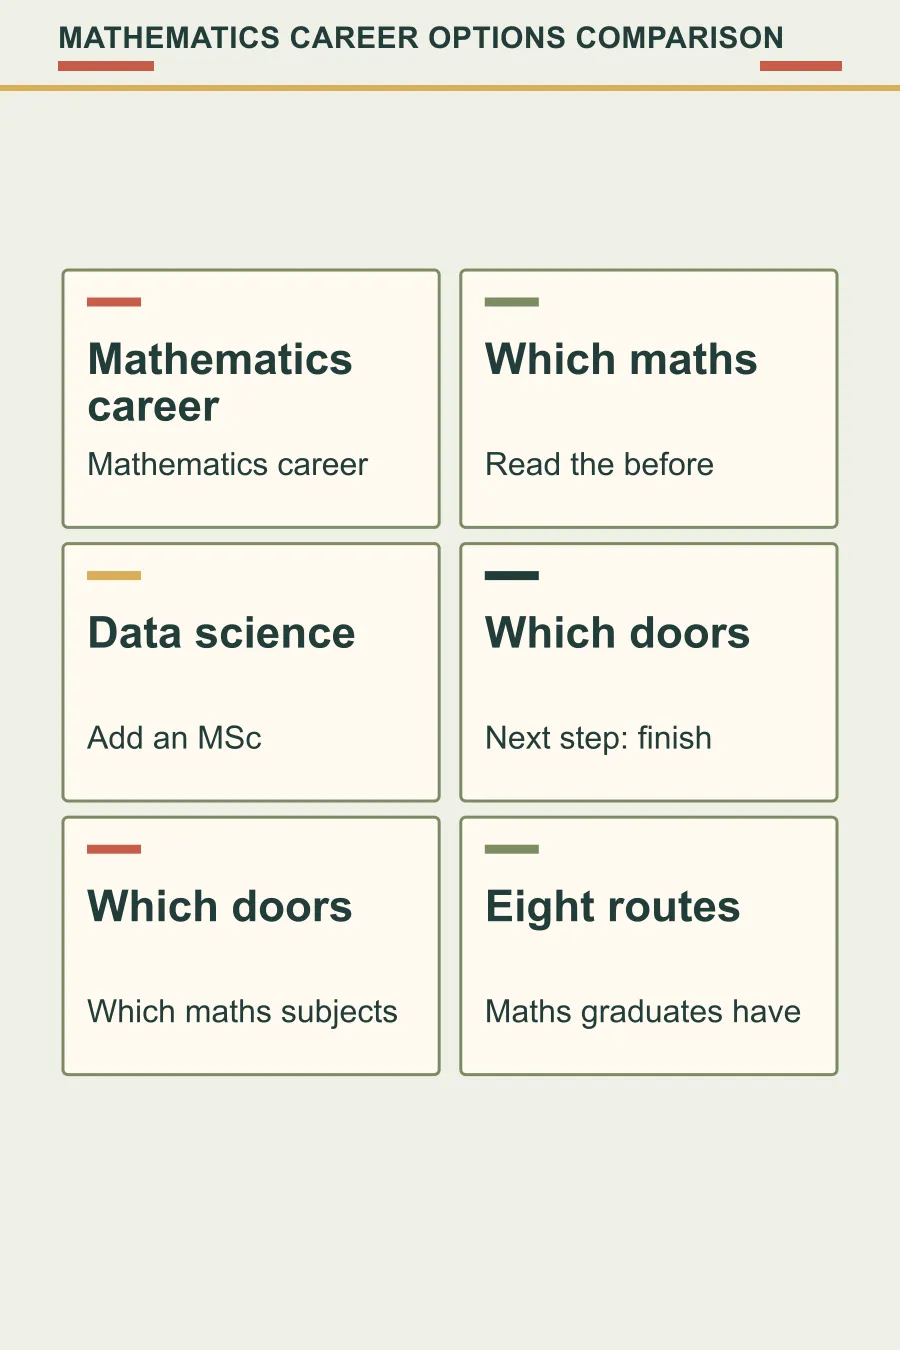 MATHEMATICS CAREER OPTIONS COMPARISON
Mathematics
career
Mathematics career
Which maths
Read the before
Data science
Add an MSc
Which doors
Next step: finish
Which doors
Which maths subjects
Eight routes
Maths graduates have